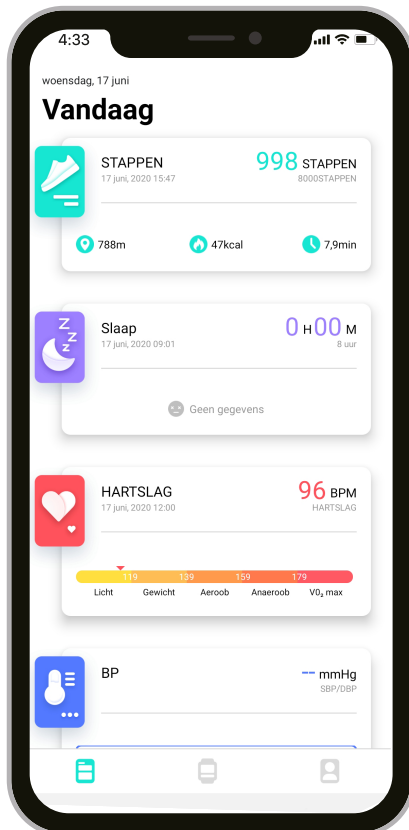 4:33
woensdag, 17 juni
Vandaag
STAPPEN
998 STAPPEN
17 juni, 2020 15:47
8000STAPPEN
788m
47kcal
7,9min
Z
Z
Z
Slaap
0 H 00 M
17 juni, 2020 09:01
8 uur
Geen gegevens
HARTSLAG
96 BPM
17 juni, 2020 12:00
HARTSLAG
119 139 159 179
Licht Gewicht Aeroob Anaeroob VO₂ max
BP
-- mmHg
SBP/DBP